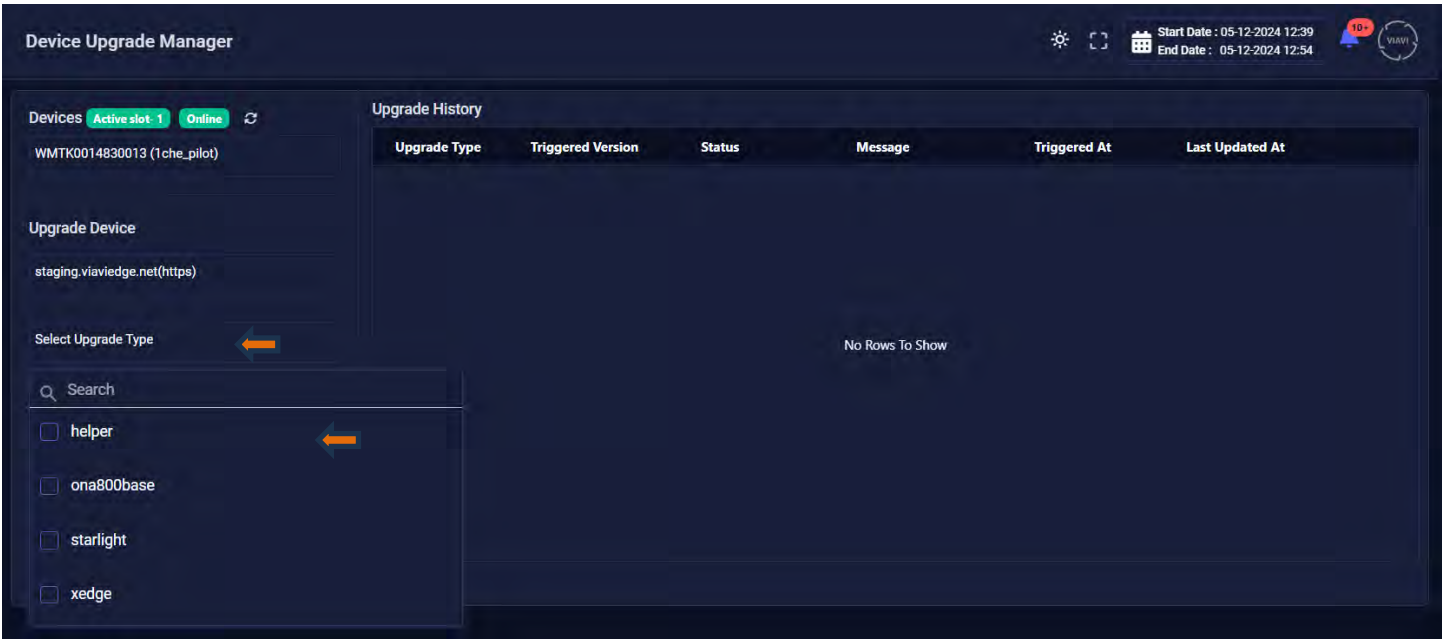 Device Upgrade Manager
Start Date : 05-12-2024 12:39
End Date : 05-12-2024 12:54
10+
VIAVI
Devices Active slot- 1 Online
WMTK0014830013 (1che_pilot)
Upgrade Device
staging.viaviedge.net(https)
Select Upgrade Type
Search
helper
ona800base
starlight
xedge
Upgrade History
Upgrade Type Triggered Version Status Message Triggered At Last Updated At
No Rows To Show